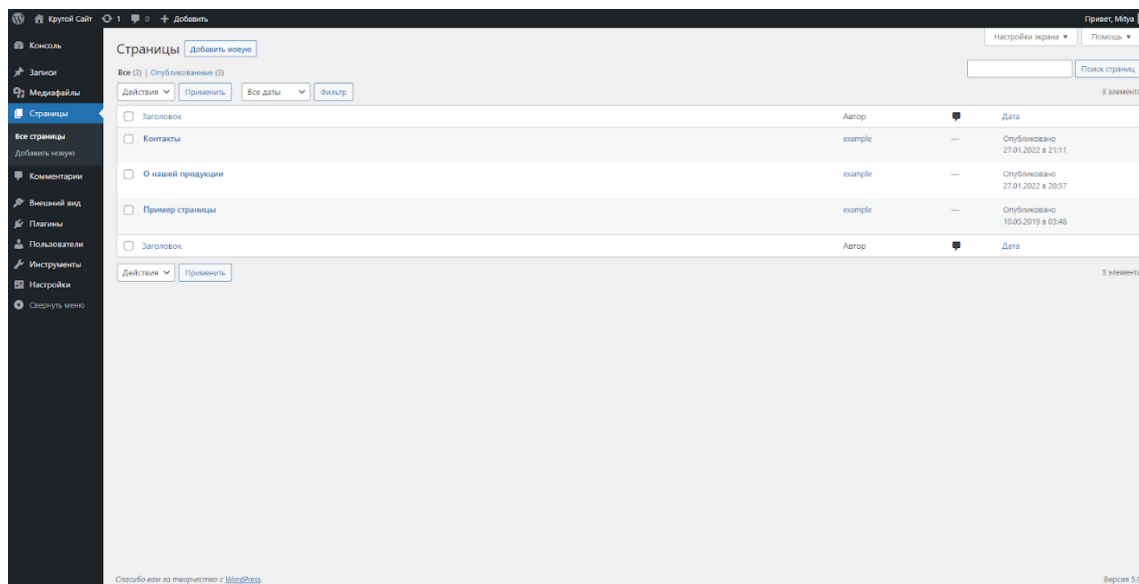 Крутой Сайт 1 0 + Добавить Привет, Mitya
Консоль
Записи
Медиафайлы
Страницы
Все страницы
Добавить новую
Комментарии
Внешний вид
Плагины
Пользователи
Инструменты
Настройки
Свернуть меню
Настройки экрана ▼ Помощь ▼
Страницы Добавить новую
Все (3) | Опубликованные (3)
Поиск страниц
Действия Применить Все даты Фильтр
3 элемента
Заголовок Автор Дата
Контакты example — Опубликовано
27.01.2022 в 21:11
О нашей продукции example — Опубликовано
27.01.2022 в 20:57
Пример страницы example — Опубликовано
10.05.2019 в 03:48
Заголовок Автор Дата
Действия Применить
3 элемента
Спасибо вам за творчество с WordPress.
Версия